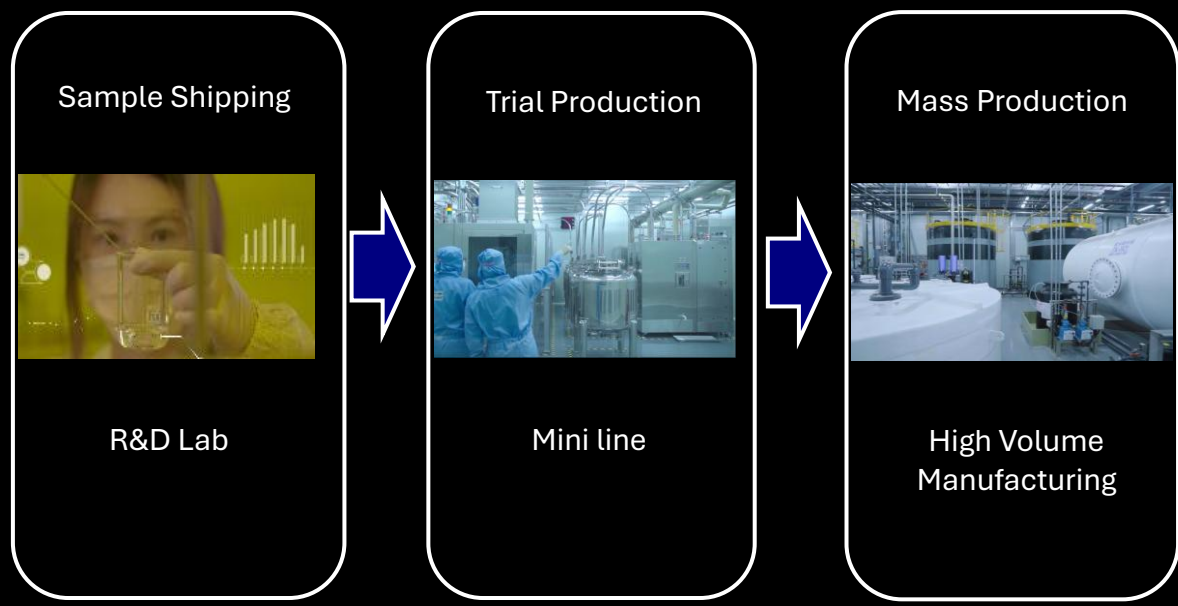 Sample Shipping
R&D Lab
Trial Production
Mini line
Mass Production
High Volume
Manufacturing